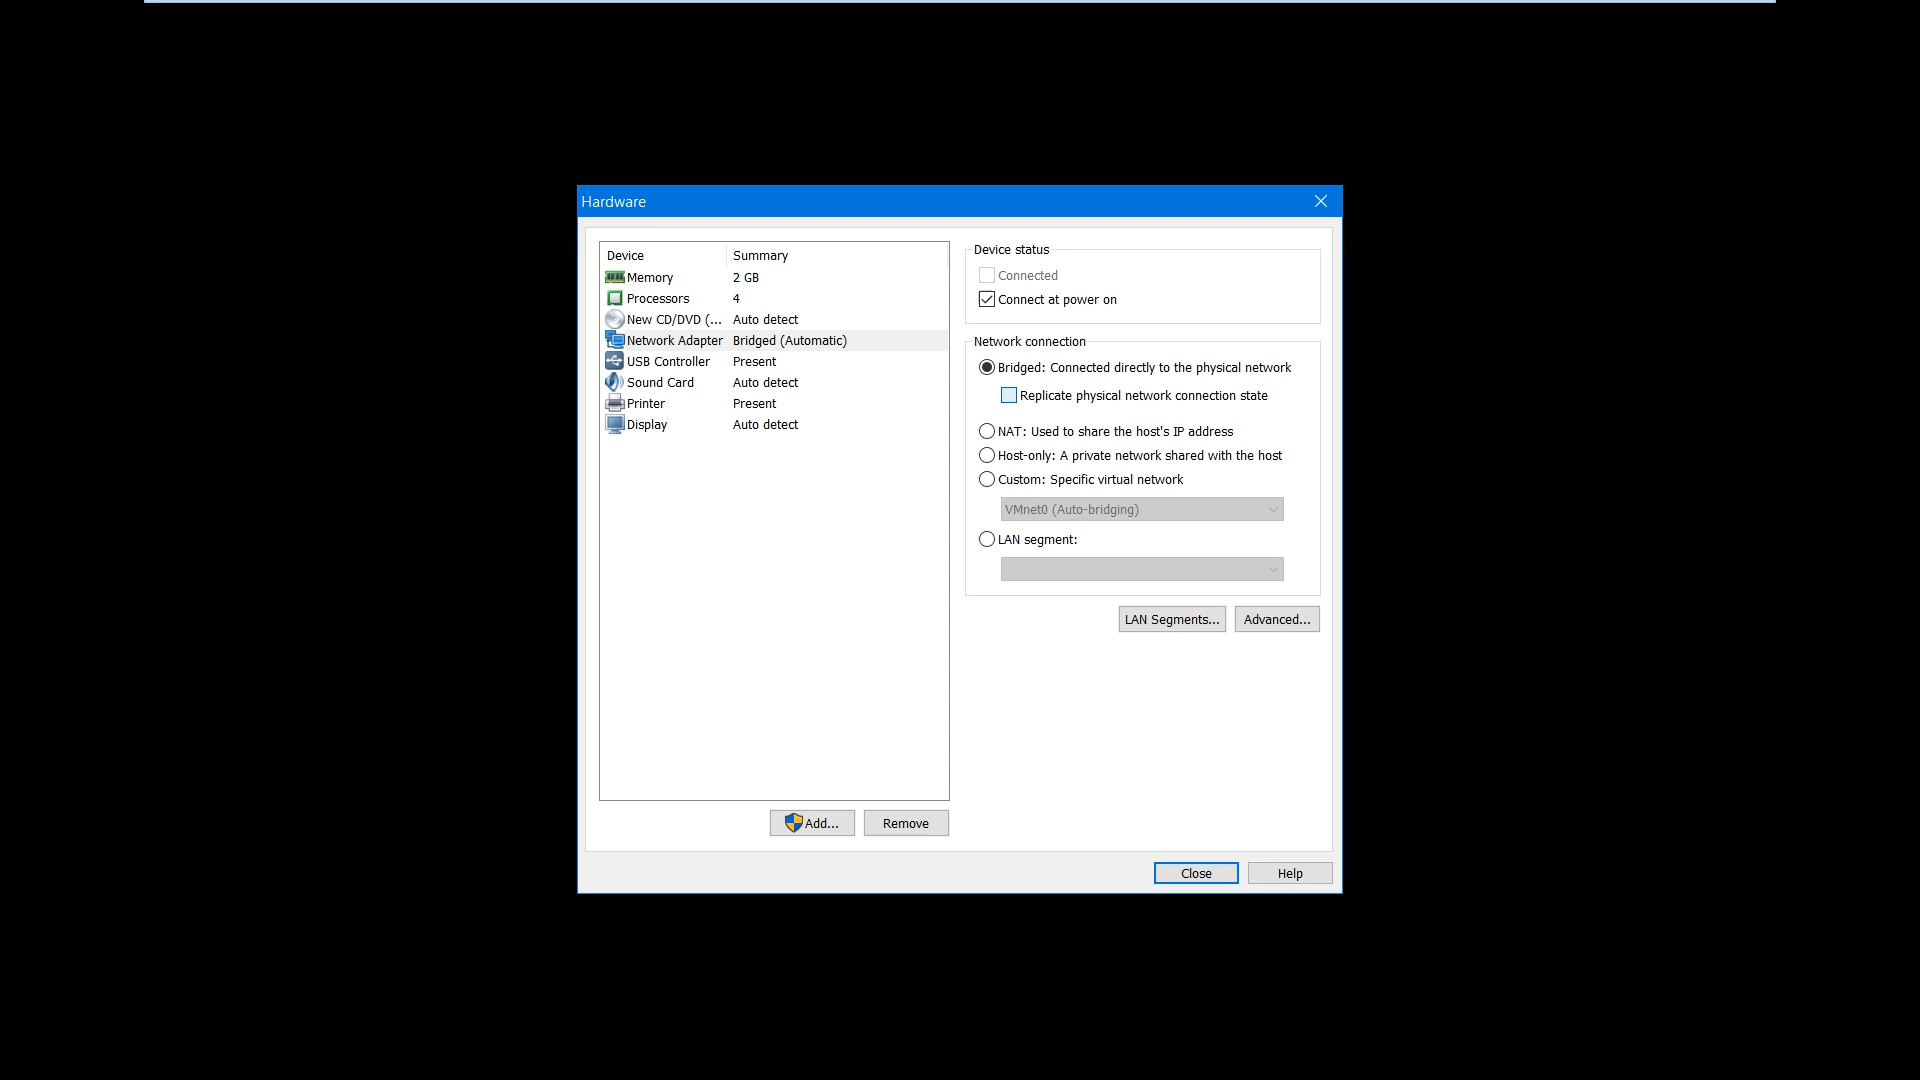 Hardware
Device Summary
Memory 2 GB
Processors 4
New CD/DVD (... Auto detect
Network Adapter Bridged (Automatic)
USB Controller Present
Sound Card Auto detect
Printer Present
Display Auto detect
Add...
Remove
Device status
Connected
Connect at power on
Network connection
Bridged: Connected directly to the physical network
Replicate physical network connection state
NAT: Used to share the host's IP address
Host-only: A private network shared with the host
Custom: Specific virtual network
VMnet0 (Auto-bridging)
LAN segment:
LAN Segments...
Advanced...
Close
Help